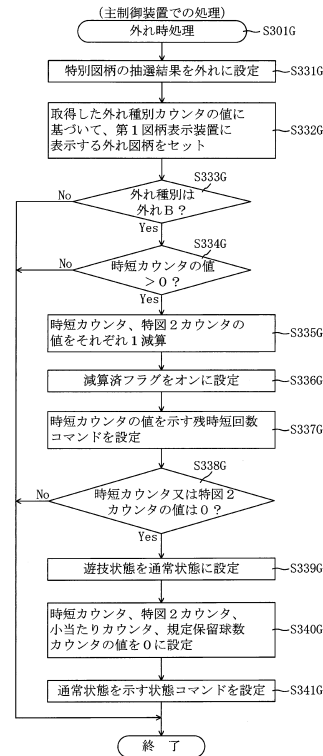 (主制御装置での処理)
外れ時処理
S301G
特別図柄の抽選結果を外れに設定
S331G
取得した外れ種別カウンタの値に
基づいて、第1図柄表示装置に
表示する外れ図柄をセット
S332G
S333G
外れ種別は
外れB?
No
Yes
S334G
時短カウンタの値
>0?
No
Yes
時短カウンタ、特図2カウンタの
値をそれぞれ1減算
S335G
減算済フラグをオンに設定
S336G
時短カウンタの値を示す残時短回数
コマンドを設定
S337G
S338G
時短カウンタ又は特図2
カウンタの値は0?
No
Yes
遊技状態を通常状態に設定
S339G
時短カウンタ、特図2カウンタ、
小当たりカウンタ、規定保留球数
カウンタの値を0に設定
S340G
通常状態を示す状態コマンドを設定
S341G
終 了